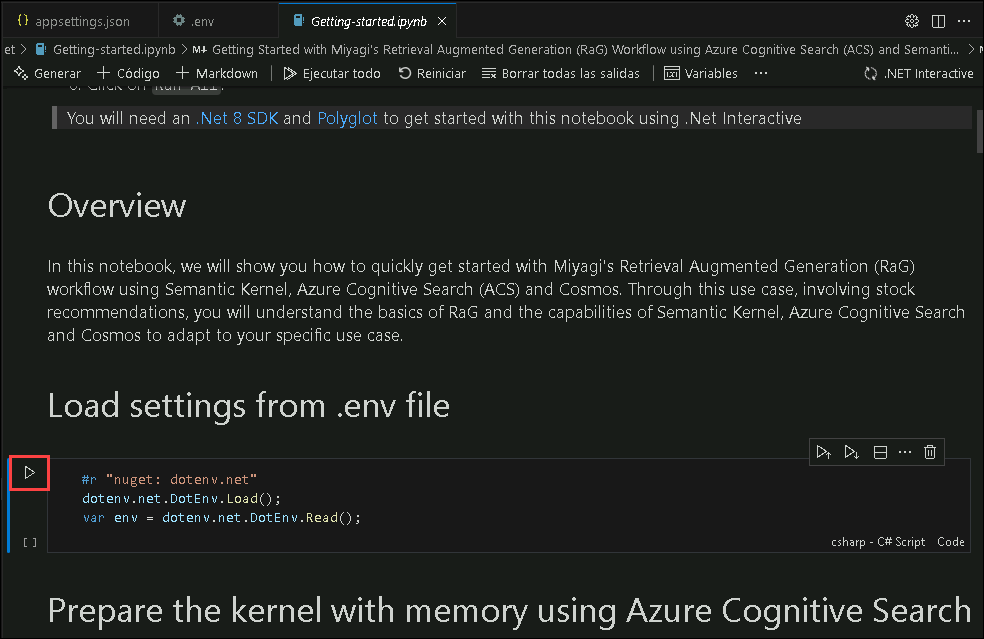 {} appsettings.json .env Getting-started.ipynb
et > Getting-started.ipynb > M↓ Getting Started with Miyagi's Retrieval Augmented Generation (RaG) Workflow using Azure Cognitive Search (ACS) and Semanti... >
Generar + Código + Markdown Ejecutar todo Reiniciar Borrar todas las salidas Variables ... .NET Interactive
6. Click on Run All.
You will need an .Net 8 SDK and Polyglot to get started with this notebook using .Net Interactive
Overview
In this notebook, we will show you how to quickly get started with Miyagi's Retrieval Augmented Generation (RaG)
workflow using Semantic Kernel, Azure Cognitive Search (ACS) and Cosmos. Through this use case, involving stock
recommendations, you will understand the basics of RaG and the capabilities of Semantic Kernel, Azure Cognitive Search
and Cosmos to adapt to your specific use case.
Load settings from .env file
#r "nuget: dotenv.net"
dotenv.net.DotEnv.Load();
var env = dotenv.net.DotEnv.Read();
[ ]
csharp - C# Script Code
Prepare the kernel with memory using Azure Cognitive Search